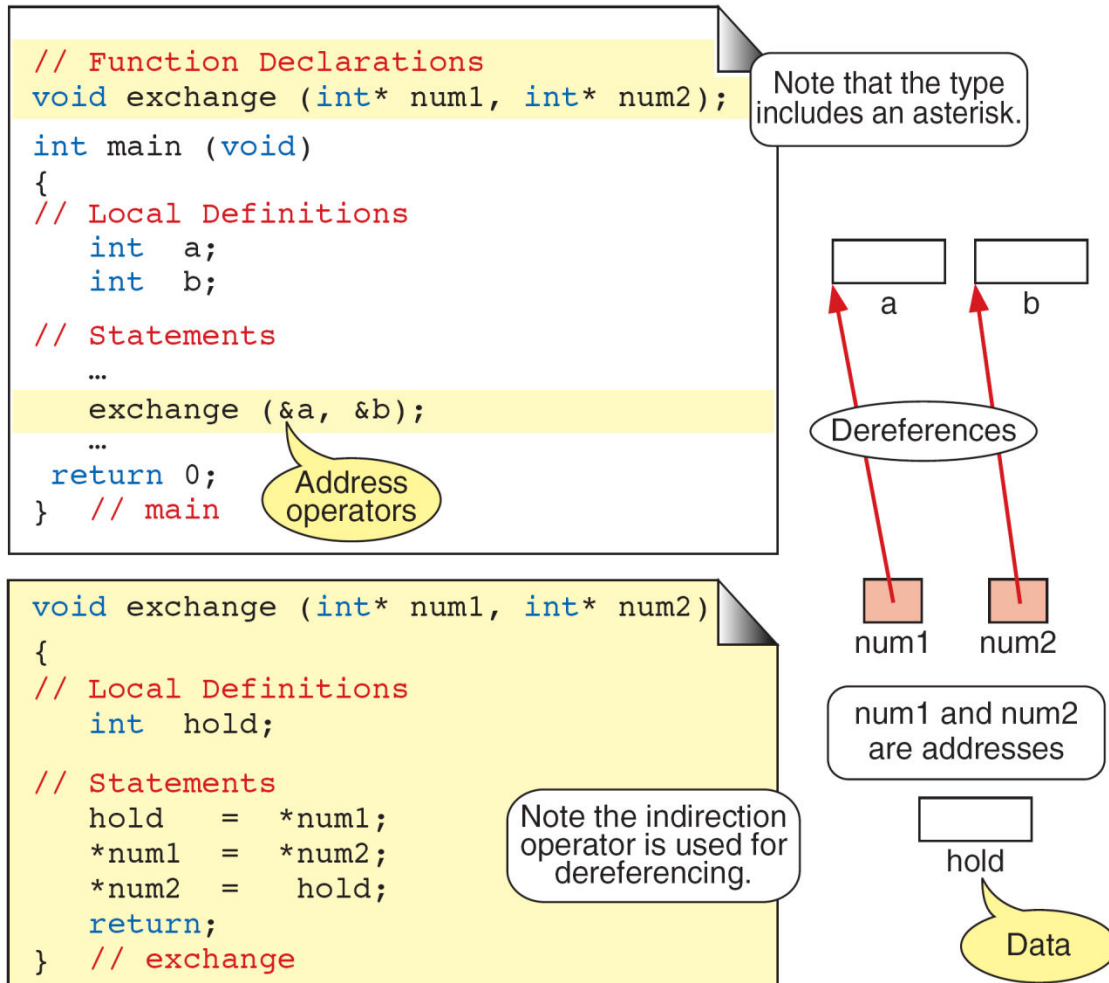 // Function Declarations
void exchange (int* num1, int* num2);
Note that the type
includes an asterisk.
int main (void)
{
// Local Definitions
   int  a;
   int  b;
// Statements
   …
   exchange (&a, &b);
   …
 return 0;
}  // main
Address
operators
a
b
Dereferences
num1
num2
num1 and num2
are addresses
hold
Data
void exchange (int* num1, int* num2)
{
// Local Definitions
   int  hold;
// Statements
   hold   =  *num1;
   *num1  =  *num2;
   *num2  =   hold;
   return;
}  // exchange
Note the indirection
operator is used for
dereferencing.